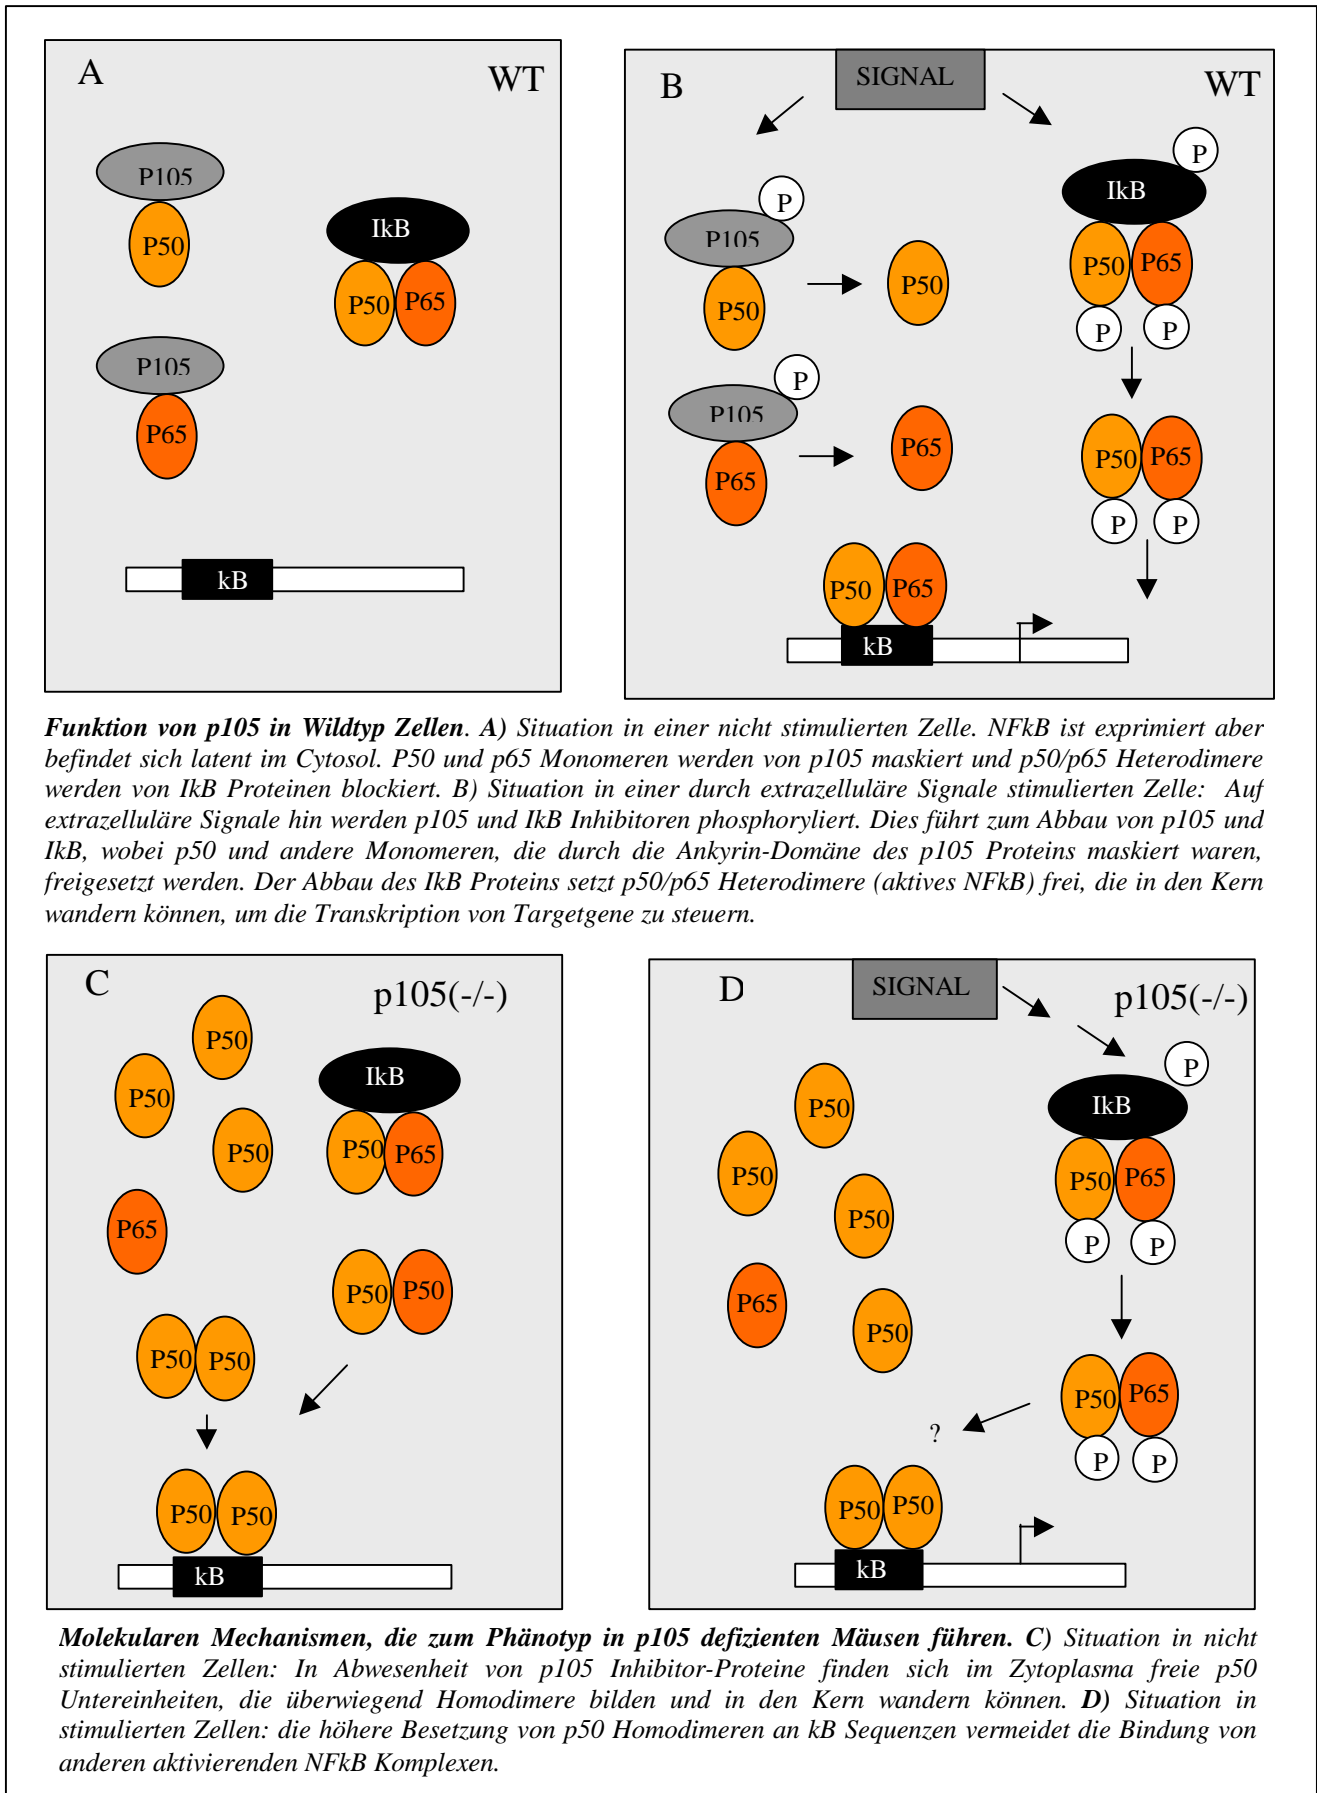 A
WT
P105
P50
IkB
P50
P65
P105
P65
kB
B
SIGNAL
WT
P
P105
P50
P50
P
P105
P65
P65
P
IkB
P50
P65
P
P
P50
P65
P
P
P50
P65
kB
Funktion von p105 in Wildtyp Zellen. A) Situation in einer nicht stimulierten Zelle. NFkB ist exprimiert aber
befindet sich latent im Cytosol. P50 und p65 Monomeren werden von p105 maskiert und p50/p65 Heterodimere
werden von IkB Proteinen blockiert. B) Situation in einer durch extrazelluläre Signale stimulierten Zelle: Auf
extrazelluläre Signale hin werden p105 und IkB Inhibitoren phosphoryliert. Dies führt zum Abbau von p105 und
IkB, wobei p50 und andere Monomeren, die durch die Ankyrin-Domäne des p105 Proteins maskiert waren,
freigesetzt werden. Der Abbau des IkB Proteins setzt p50/p65 Heterodimere (aktives NFkB) frei, die in den Kern
wandern können, um die Transkription von Targetgene zu steuern.
C
p105(-/-)
P50
P50
P50
IkB
P50
P65
P65
P50
P50
P50
P50
P50
P50
kB
D
SIGNAL
p105(-/-)
P50
P50
P50
P65
P50
P
IkB
P50
P65
P
P
P50
P65
P
P
?
P50
P50
kB
Molekularen Mechanismen, die zum Phänotyp in p105 defizienten Mäusen führen. C) Situation in nicht
stimulierten Zellen: In Abwesenheit von p105 Inhibitor-Proteine finden sich im Zytoplasma freie p50
Untereinheiten, die überwiegend Homodimere bilden und in den Kern wandern können. D) Situation in
stimulierten Zellen: die höhere Besetzung von p50 Homodimeren an kB Sequenzen vermeidet die Bindung von
anderen aktivierenden NFkB Komplexen.